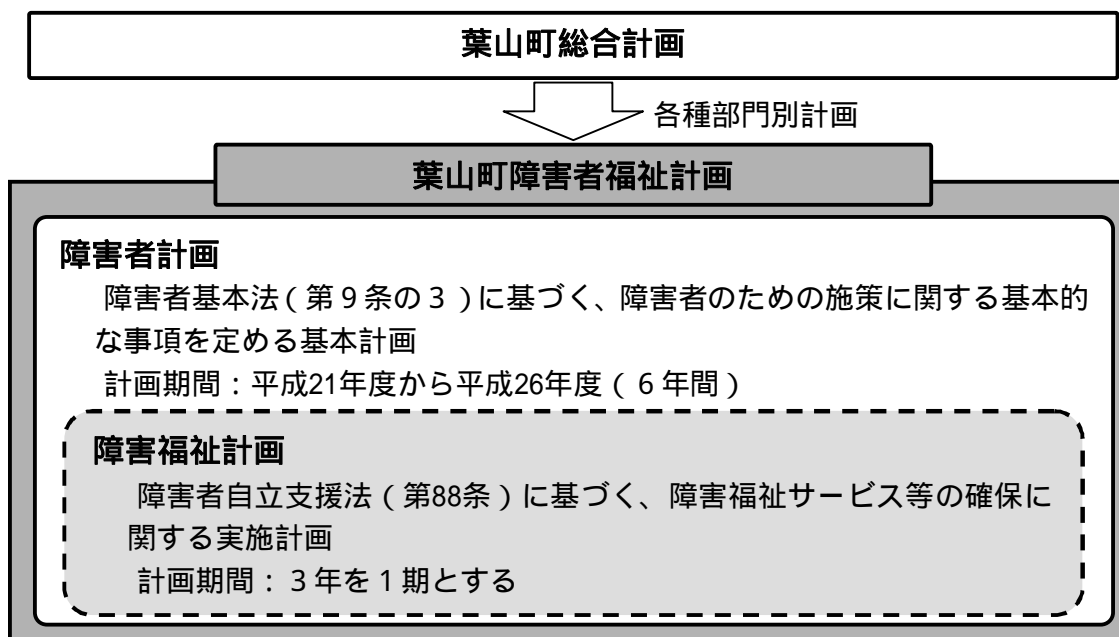 葉山町総合計画
各種部門別計画
葉山町障害者福祉計画
障害者計画
障害者基本法（第９条の３）に基づく、障害者のための施策に関する基本的
な事項を定める基本計画
計画期間：平成21年度から平成26年度（６年間）
障害福祉計画
障害者自立支援法（第88条）に基づく、障害福祉サービス等の確保に
関する実施計画
計画期間：３年を１期とする